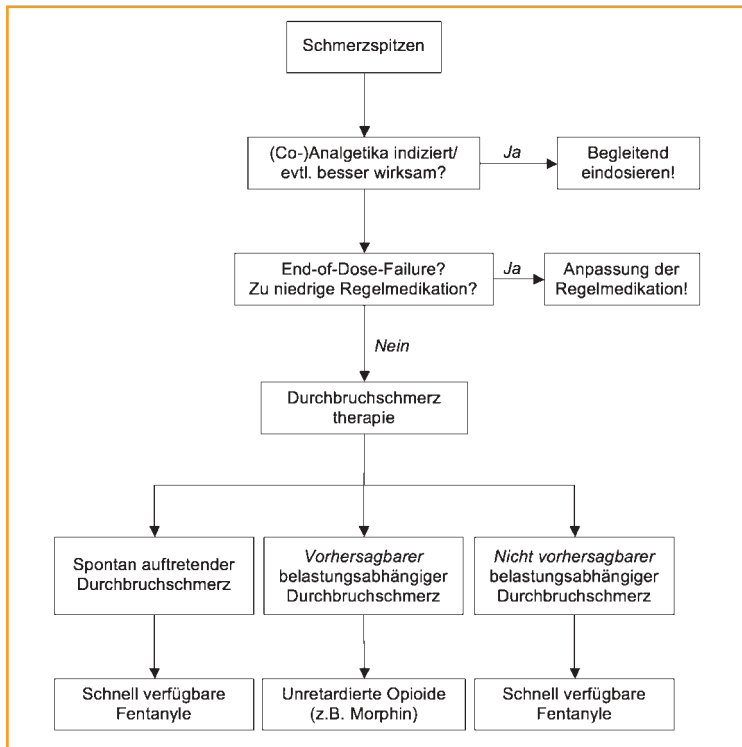 Schmerzspitzen
(Co-)Analgetika indiziert/
evtl. besser wirksam?
Ja
Begleitend
eindosieren!
End-of-Dose-Failure?
Zu niedrige Regelmedikation?
Ja
Anpassung der
Regelmedikation!
Nein
Durchbruchschmerz
therapie
Spontan auftretender
Durchbruchschmerz
Vorhersagbarer
belastungsabhängiger
Durchbruchschmerz
Nicht vorhersagbarer
belastungsabhängiger
Durchbruchschmerz
Schnell verfügbare
Fentanyle
Unretardierte Opioide
(z.B. Morphin)
Schnell verfügbare
Fentanyle